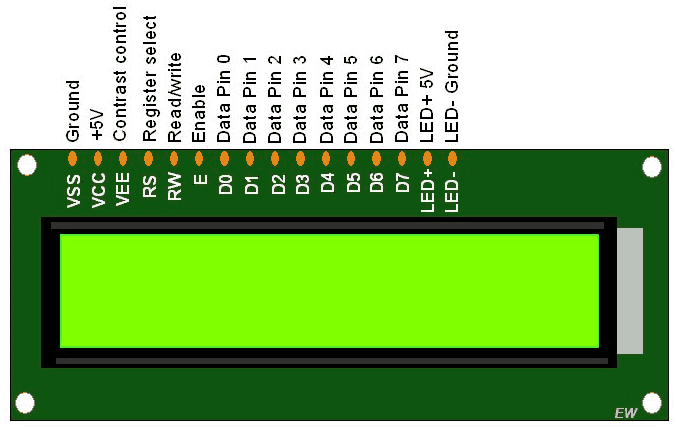 Ground
+5V
Contrast control
Register select
Read/write
Enable
Data Pin 0
Data Pin 1
Data Pin 2
Data Pin 3
Data Pin 4
Data Pin 5
Data Pin 6
Data Pin 7
LED+ 5V
LED- Ground
VSS
VCC
VEE
RS
RW
E
D0
D1
D2
D3
D4
D5
D6
D7
LED+
LED-
EW